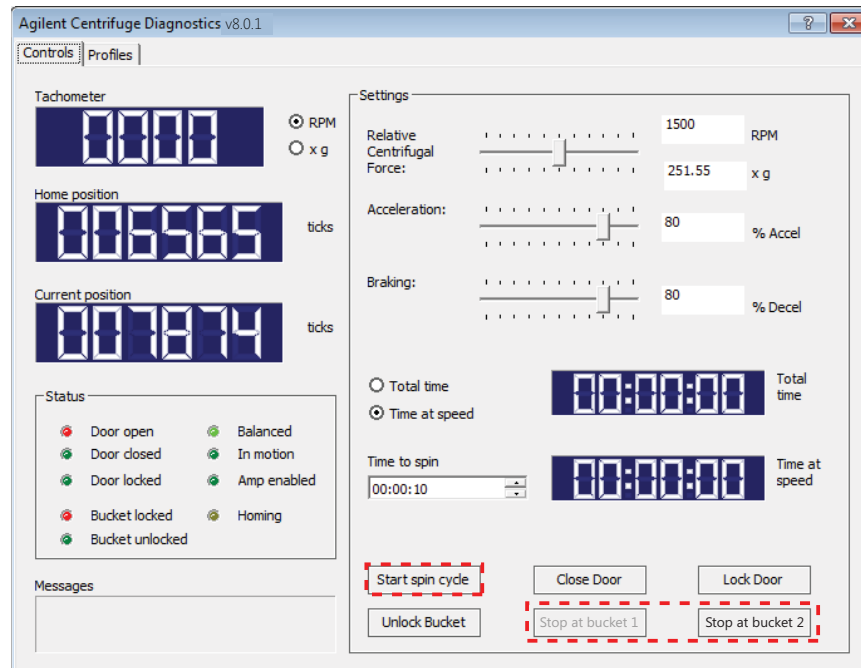 Agilent Centrifuge Diagnostics v8.0.1
Controls
Profiles
Tachometer
0000
RPM
x g
Home position
005565
ticks
Current position
007874
ticks
Status
Door open
Balanced
Door closed
In motion
Door locked
Amp enabled
Bucket locked
Homing
Bucket unlocked
Messages
Settings
Relative
Centrifugal
Force:
1500
RPM
251.55
x g
Acceleration:
80
% Accel
Braking:
80
% Decel
Total time
Time at speed
00:00:00
Total
time
Time to spin
00:00:10
00:00:00
Time at
speed
Start spin cycle
Close Door
Lock Door
Unlock Bucket
Stop at bucket 1
Stop at bucket 2